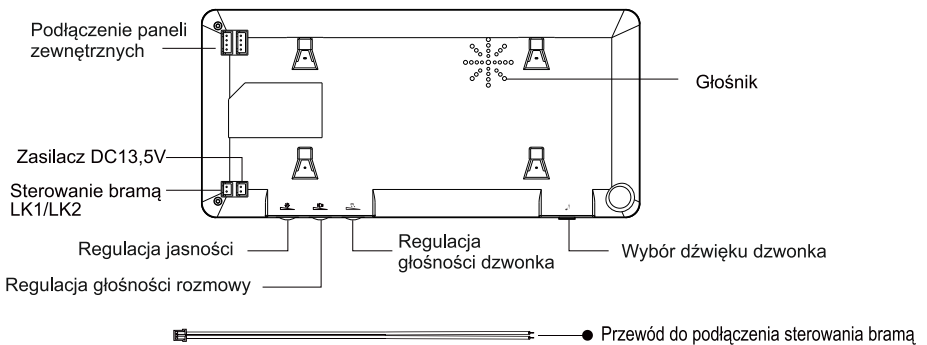 Podłączenie paneli
zewnętrznych
Głośnik
Zasilacz DC13,5V
Sterowanie bramą
LK1/LK2
Regulacja jasności
Regulacja
głośności dzwonka
Wybór dźwięku dzwonka
Regulacja głośności rozmowy
Przewód do podłączenia sterowania bramą